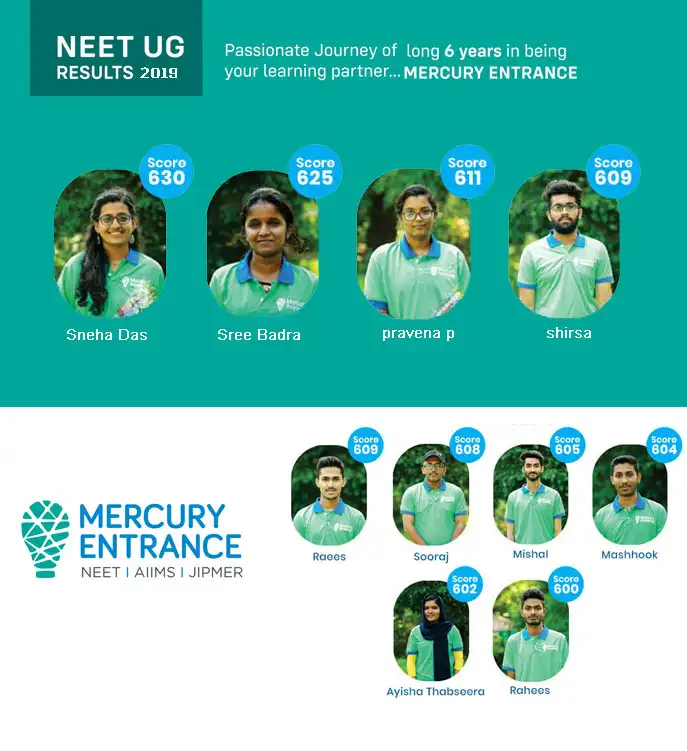 NEET UG
RESULTS 2019
Passionate Journey of long 6 years in being
your learning partner... MERCURY ENTRANCE
Score
630
Score
625
Score
611
Score
609
Sneha Das
Sree Badra
pravena p
shirsa
Score
609
Score
608
Score
605
Score
604
Raees
Sooraj
Mishal
Mashhook
MERCURY
ENTRANCE
NEET | AIIMS | JIPMER
Score
602
Score
600
Ayisha Thabseera
Rahees